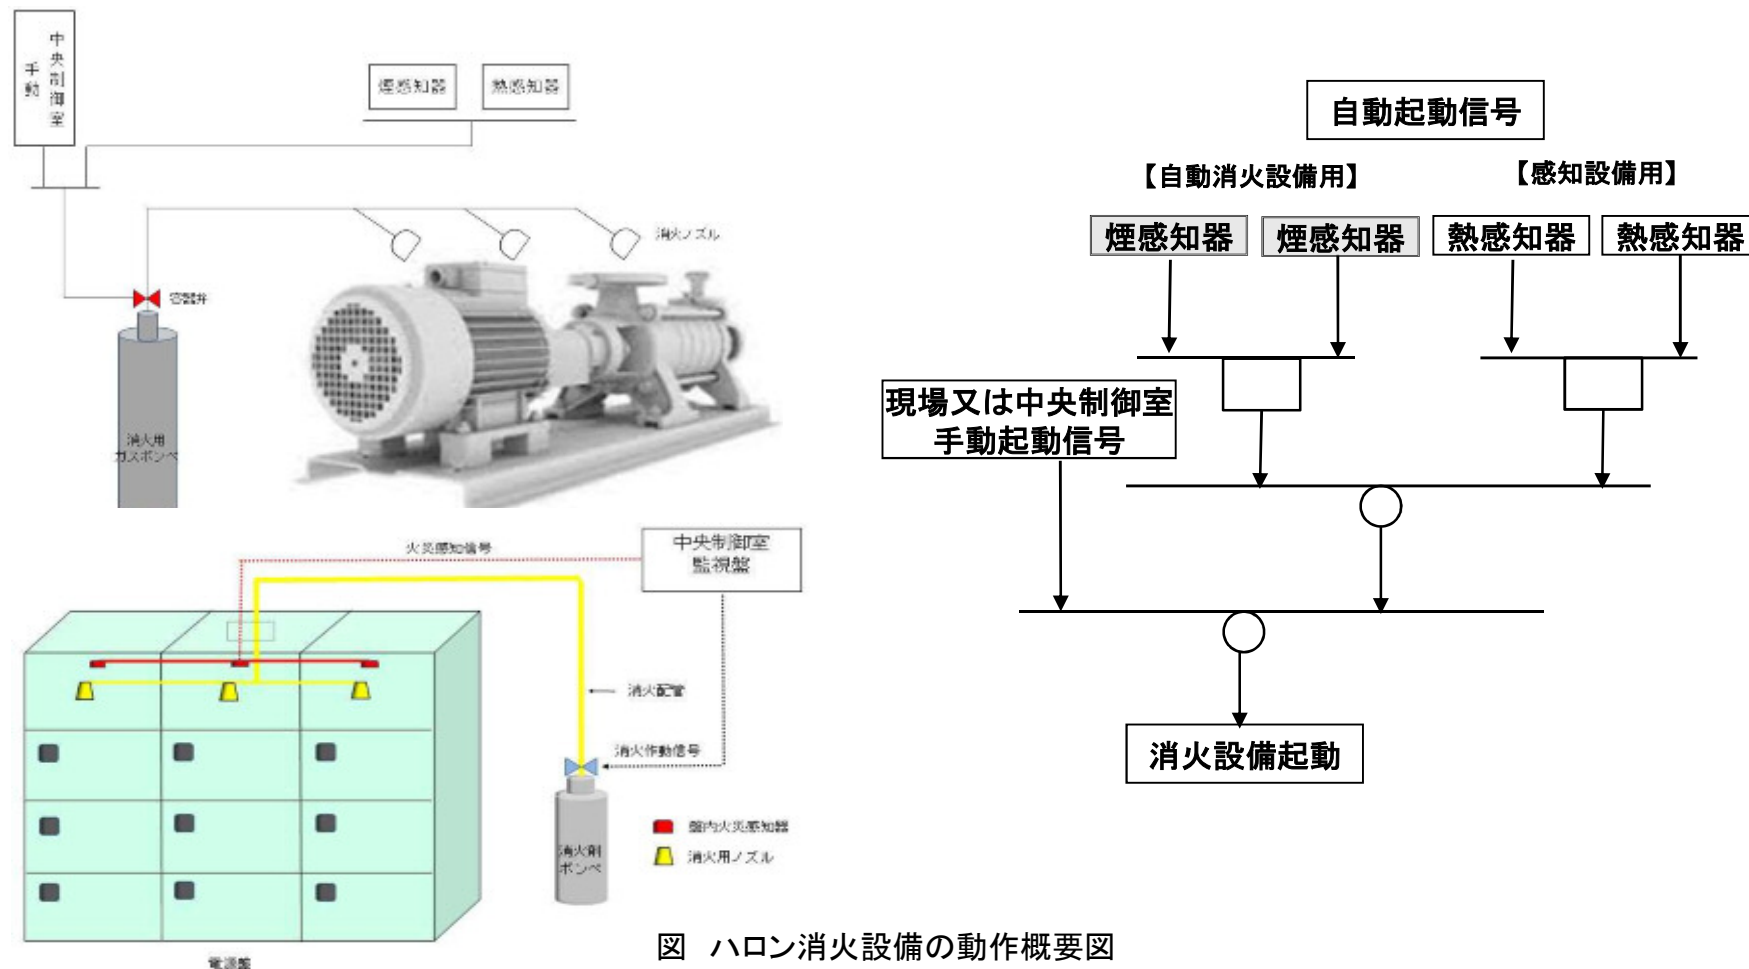 中央制御室
手動
煙感知器
熱感知器
消火ノズル
容器弁
消火用
ガスボンベ
火災感知信号
中央制御室
監視盤
消火配管
消火作動信号
消火剤
ボンベ
盤内火災感知器
消火用ノズル
電源盤
自動起動信号
【自動消火設備用】
【感知設備用】
煙感知器
煙感知器
熱感知器
熱感知器
現場又は中央制御室
手動起動信号
消火設備起動
図 ハロン消火設備の動作概要図